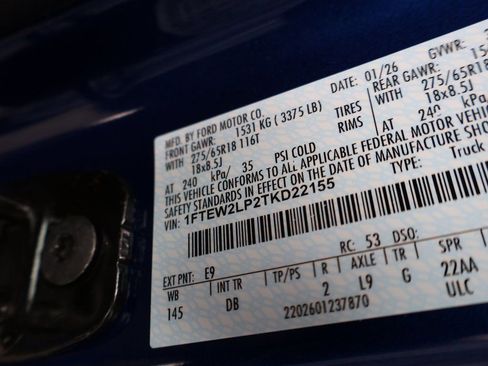 MFD. BY FORD MOTOR CO.
DATE: 01/26
GVWR:
FRONT GAWR: 1531 KG ( 3375 LB)
REAR GAWR:
WITH 275/65R18 116T TIRES
WITH 275/65R18
18x8.5J RIMS
18x8.5J
AT 240 kPa/ 35 PSI COLD
AT 240 kPa/
THIS VEHICLE CONFORMS TO ALL APPLICABLE FEDERAL MOTOR VEHICLE
SAFETY STANDARDS IN EFFECT ON THE DATE OF MANUFACTURE
VIN: 1FTEW2LP2TKD22155
Truck
RC: 53 DSO:
EXT PNT: E9
WB INT TR TP/PS R AXLE TR SPR
145 DB 2 L9 G 22AA
2202601237870
ULC